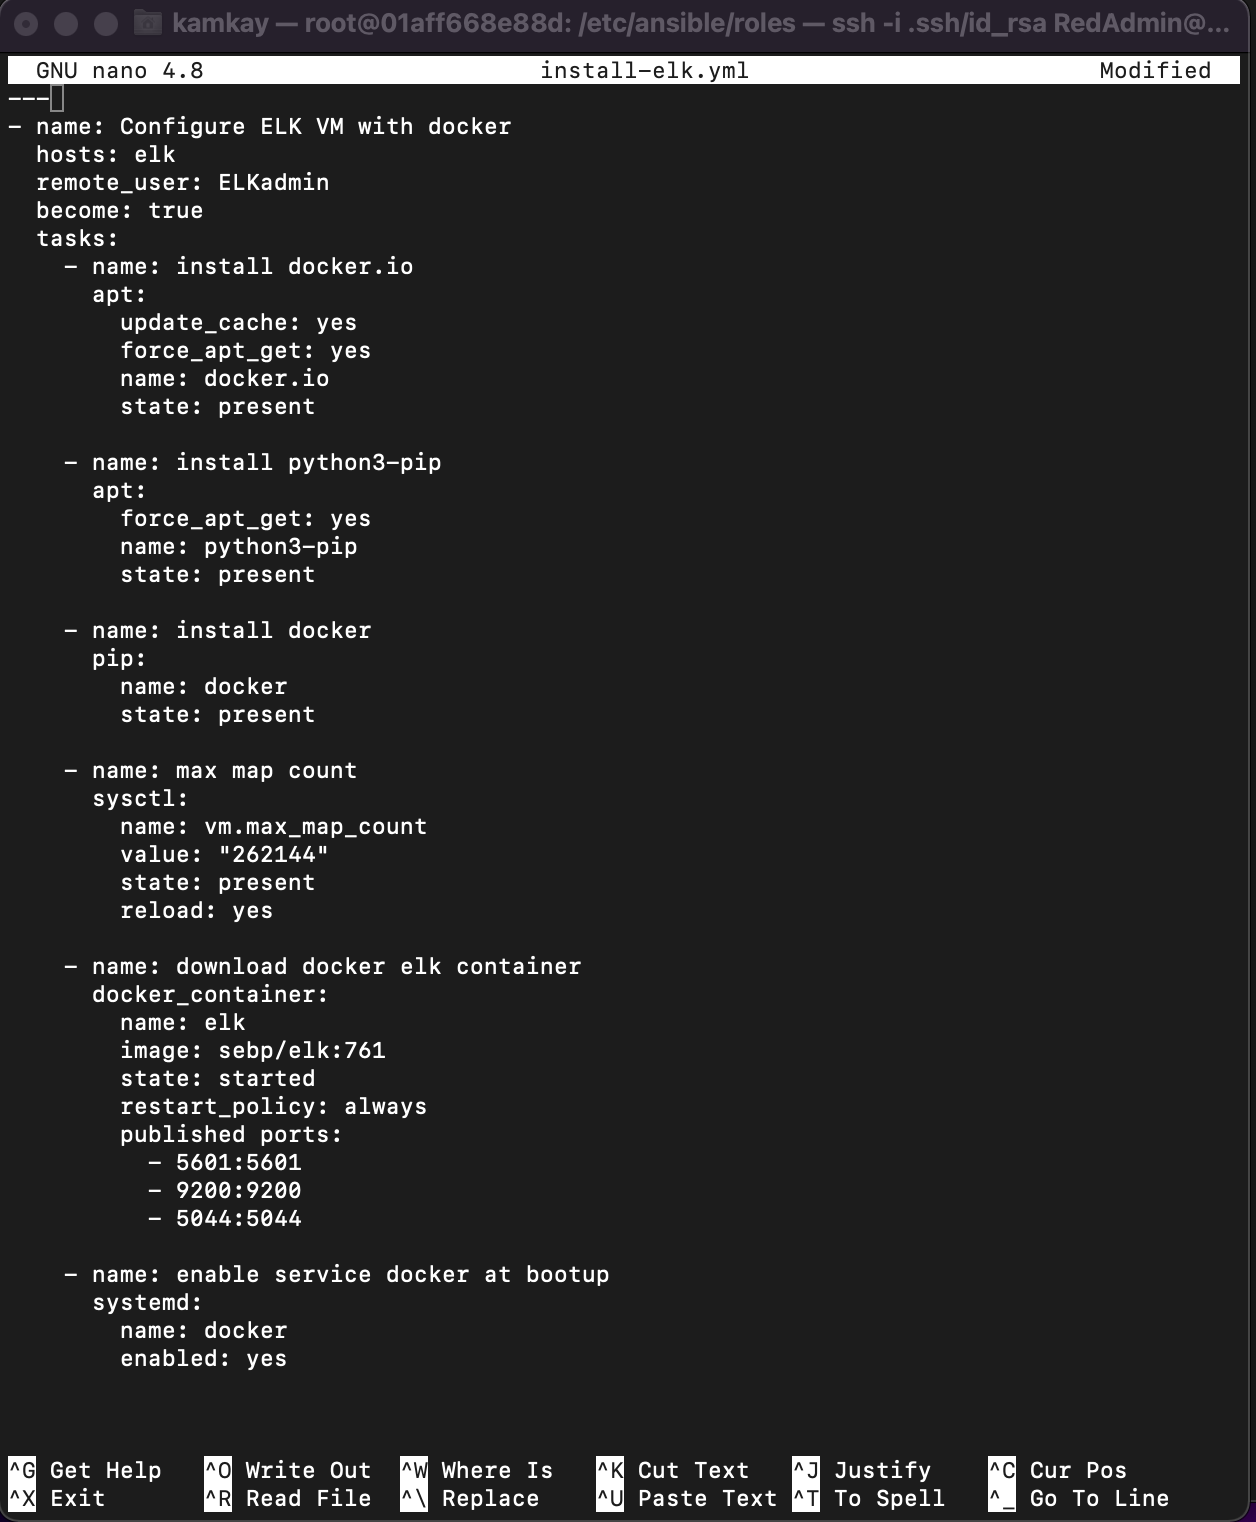 kamkay — root@01aff668e88d: /etc/ansible/roles — ssh -i .ssh/id_rsa RedAdmin@...
GNU nano 4.8 install-elk.yml Modified
---
- name: Configure ELK VM with docker
  hosts: elk
  remote_user: ELKadmin
  become: true
  tasks:
    - name: install docker.io
      apt:
        update_cache: yes
        force_apt_get: yes
        name: docker.io
        state: present

    - name: install python3-pip
      apt:
        force_apt_get: yes
        name: python3-pip
        state: present

    - name: install docker
      pip:
        name: docker
        state: present

    - name: max map count
      sysctl:
        name: vm.max_map_count
        value: "262144"
        state: present
        reload: yes

    - name: download docker elk container
      docker_container:
        name: elk
        image: sebp/elk:761
        state: started
        restart_policy: always
        published ports:
          - 5601:5601
          - 9200:9200
          - 5044:5044

    - name: enable service docker at bootup
      systemd:
        name: docker
        enabled: yes

^G Get Help ^O Write Out ^W Where Is ^K Cut Text ^J Justify ^C Cur Pos
^X Exit ^R Read File ^\ Replace ^U Paste Text ^T To Spell ^_ Go To Line